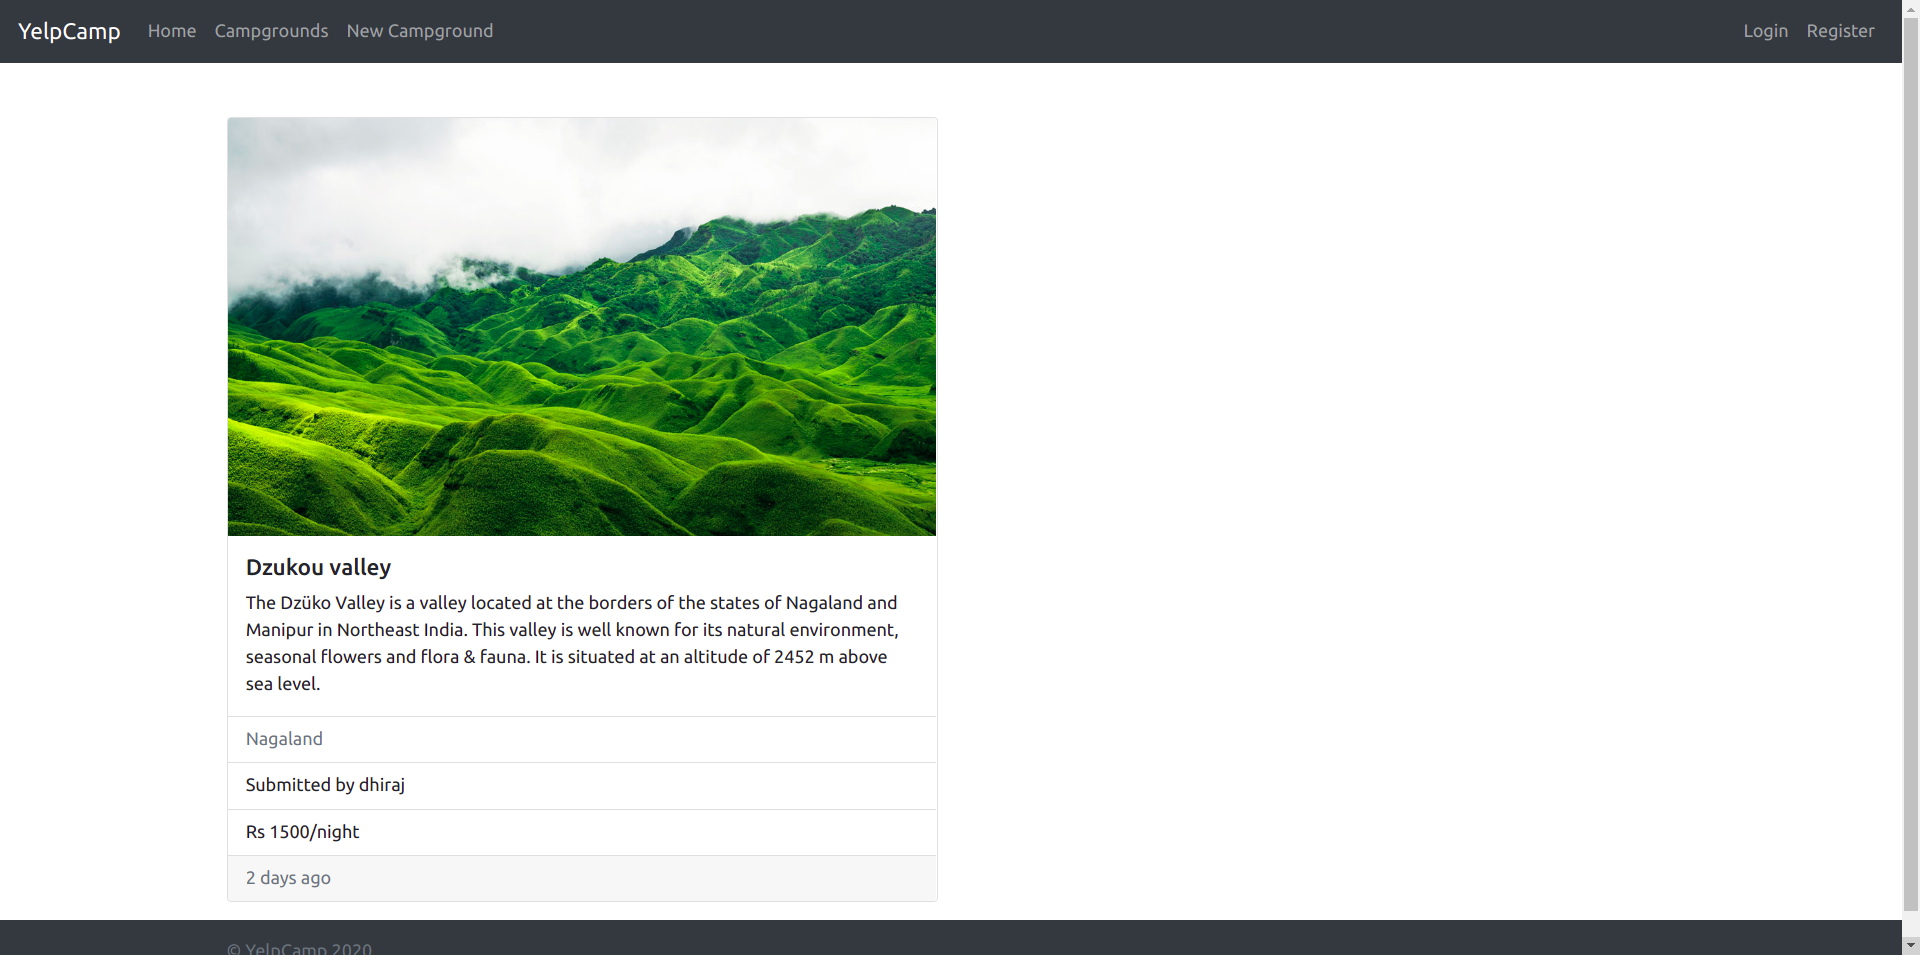 YelpCamp Home Campgrounds New Campground Login Register
Dzukou valley
The Dzüko Valley is a valley located at the borders of the states of Nagaland and
Manipur in Northeast India. This valley is well known for its natural environment,
seasonal flowers and flora & fauna. It is situated at an altitude of 2452 m above
sea level.
Nagaland
Submitted by dhiraj
Rs 1500/night
2 days ago
© YelpCamp 2020